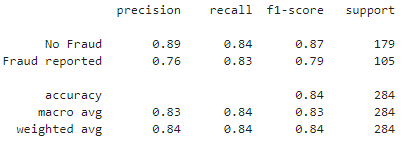 precision recall f1-score support
No Fraud 0.89 0.84 0.87 179
Fraud reported 0.76 0.83 0.79 105
accuracy 0.84 284
macro avg 0.83 0.84 0.83 284
weighted avg 0.84 0.84 0.84 284